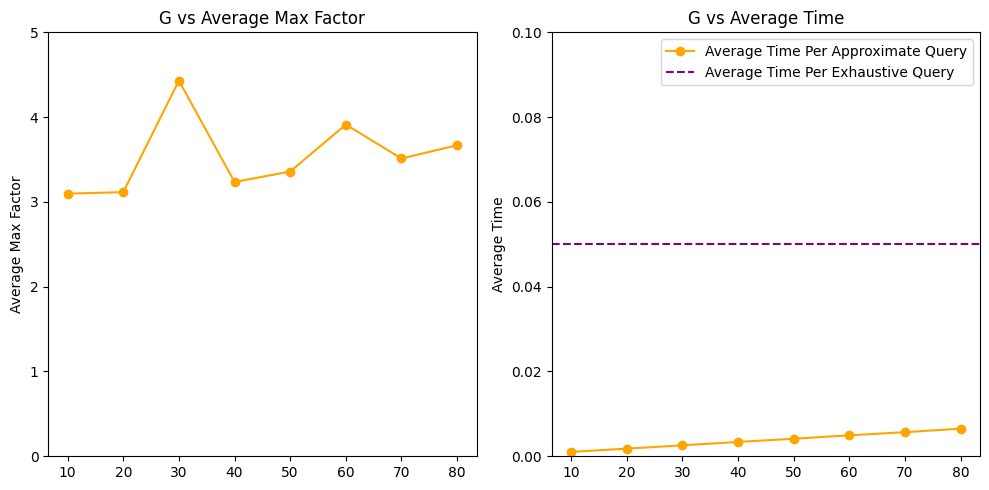 G vs Average Max Factor
Average Max Factor
5
4
3
2
1
0
10 20 30 40 50 60 70 80
G vs Average Time
Average Time
0.10
0.08
0.06
0.04
0.02
0.00
10 20 30 40 50 60 70 80
Average Time Per Approximate Query
Average Time Per Exhaustive Query